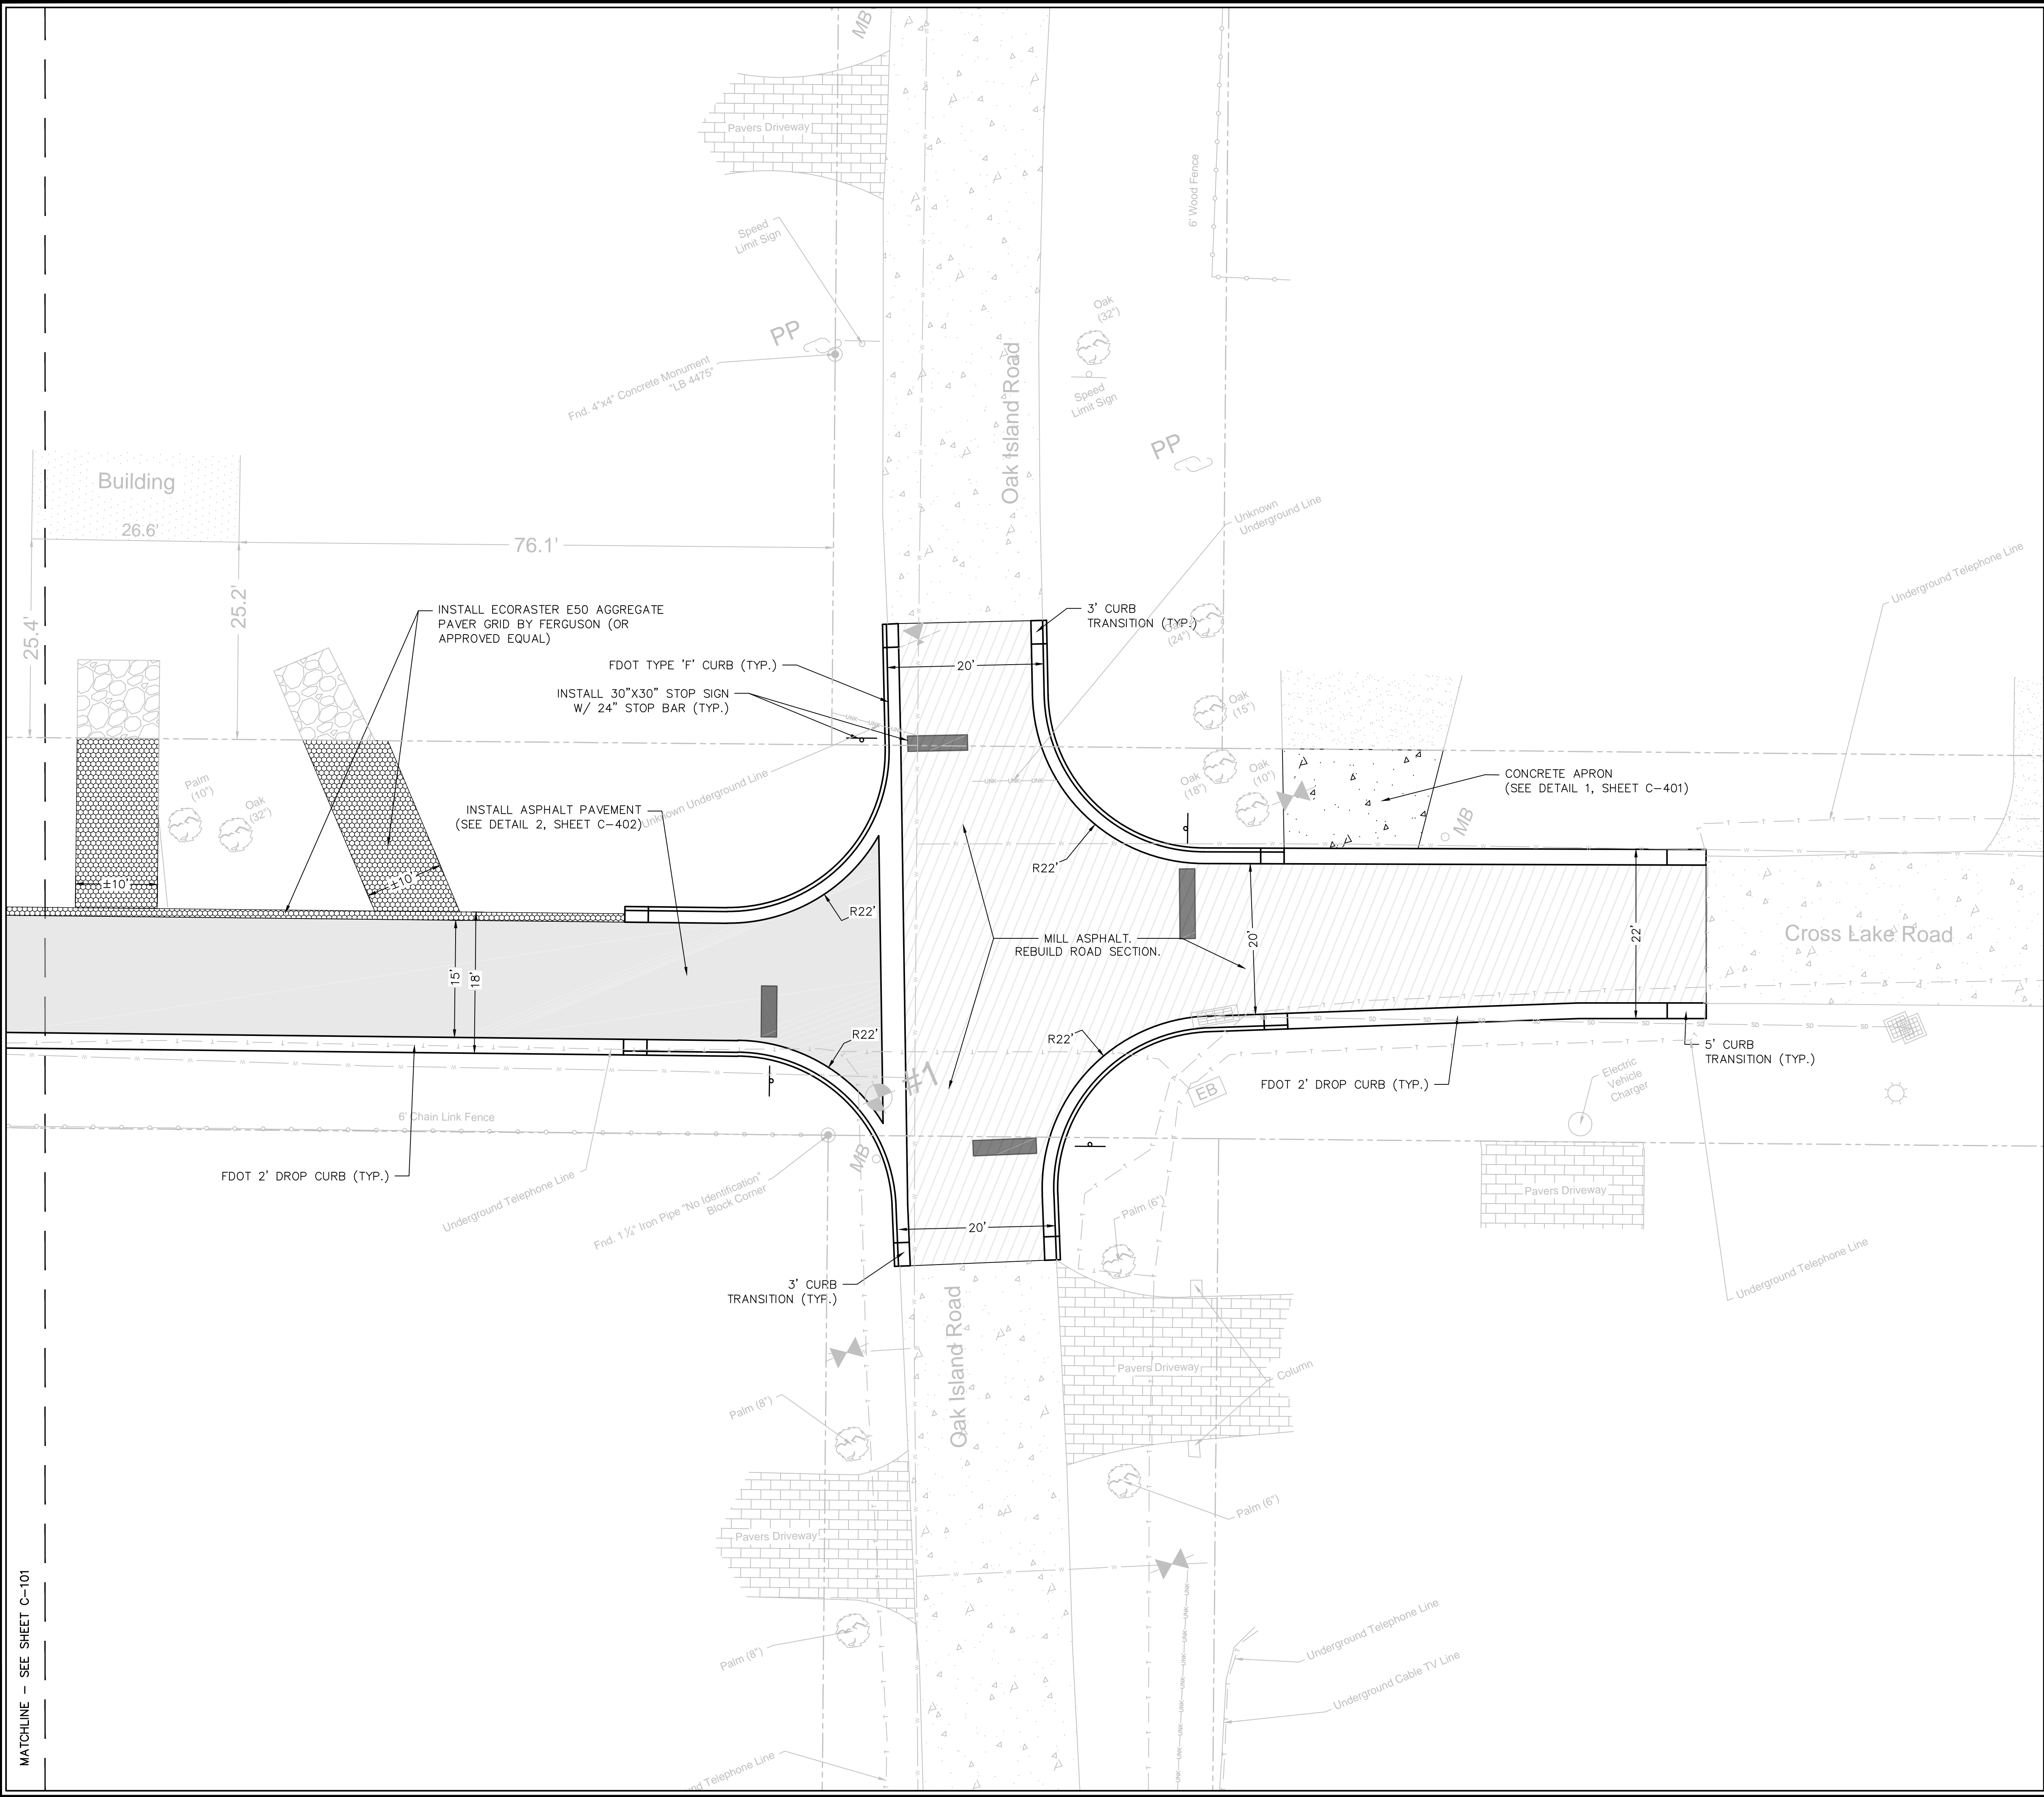 MB
Pavers Driveway
6' Wood Fence
Speed
Limit Sign
Oak
(32")
PP
Fnd. 4"x4" Concrete Monument
"LB 4475"
Oak Island Road
Speed
Limit Sign
PP
Building
26.6'
76.1'
25.4'
25.2'
Unknown
Underground Line
Underground Telephone Line
INSTALL ECORASTER E50 AGGREGATE
PAVER GRID BY FERGUSON (OR
APPROVED EQUAL)
3' CURB
TRANSITION (TYP.)
(24")
FDOT TYPE 'F' CURB (TYP.)
20'
INSTALL 30"X30" STOP SIGN
W/ 24" STOP BAR (TYP.)
Oak
(15")
Oak
(18")
Oak
(10")
CONCRETE APRON
(SEE DETAIL 1, SHEET C-401)
MB
Palm
(10")
Oak
(32")
Unknown Underground Line
INSTALL ASPHALT PAVEMENT
(SEE DETAIL 2, SHEET C-402)
±10'
±10'
R22'
R22'
15'
18'
MILL ASPHALT.
REBUILD ROAD SECTION.
20'
22'
Cross Lake Road
R22'
R22'
#1
EB
FDOT 2' DROP CURB (TYP.)
5' CURB
TRANSITION (TYP.)
Electric
Vehicle
Charger
6' Chain Link Fence
FDOT 2' DROP CURB (TYP.)
MB
Underground Telephone Line
Fnd. 1 ¼" Iron Pipe "No Identification"
Block Corner
20'
Palm (6")
Pavers Driveway
Underground Telephone Line
3' CURB
TRANSITION (TYP.)
Oak Island Road
Pavers Driveway
Column
Palm (8")
Palm (6")
Pavers Driveway
Palm (8")
Underground Telephone Line
Underground Cable TV Line
Telephone Line
MATCHLINE - SEE SHEET C-101